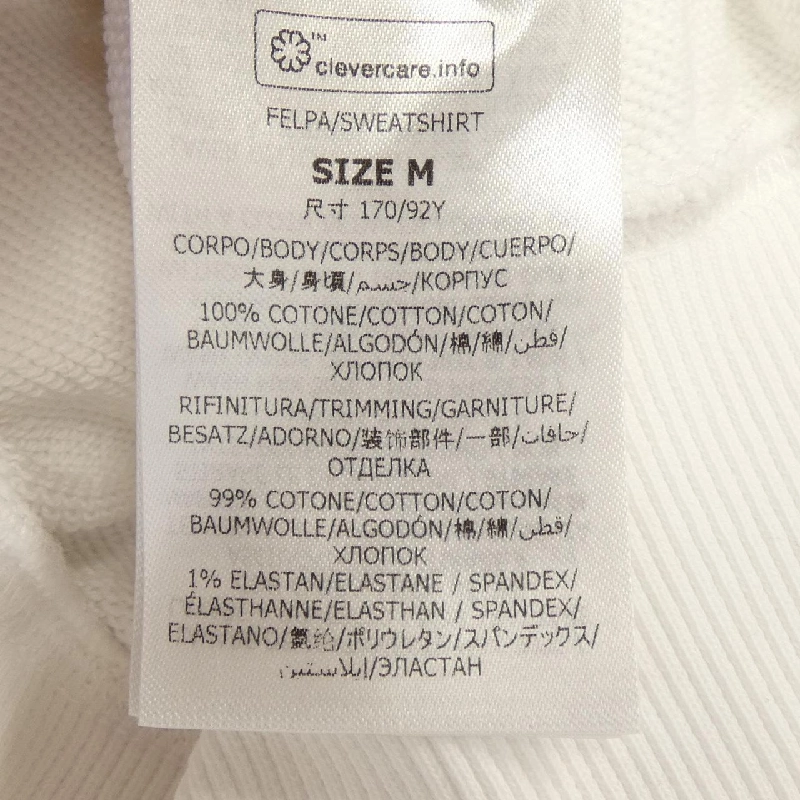 TM
clevercare.info
FELPA/SWEATSHIRT
SIZE M
尺寸 170/92Y
CORPO/BODY/CORPS/BODY/CUERPO/
大身/身頃/جسم/КОРПУС
100% COTONE/COTTON/COTON/
BAUMWOLLE/ALGODÓN/棉/綿/قطن/
ХЛОПОК
RIFINITURA/TRIMMING/GARNITURE/
BESATZ/ADORNO/装饰部件/一部/حافات/
ОТДЕЛКА
99% COTONE/COTTON/COTON/
BAUMWOLLE/ALGODÓN/棉/綿/قطن/
ХЛОПОК
1% ELASTAN/ELASTANE / SPANDEX/
ÉLASTHANNE/ELASTHAN / SPANDEX/
ELASTANO/氨纶/ポリウレタン/スパンデックス/
إيلاستين/ЭЛАСТАН